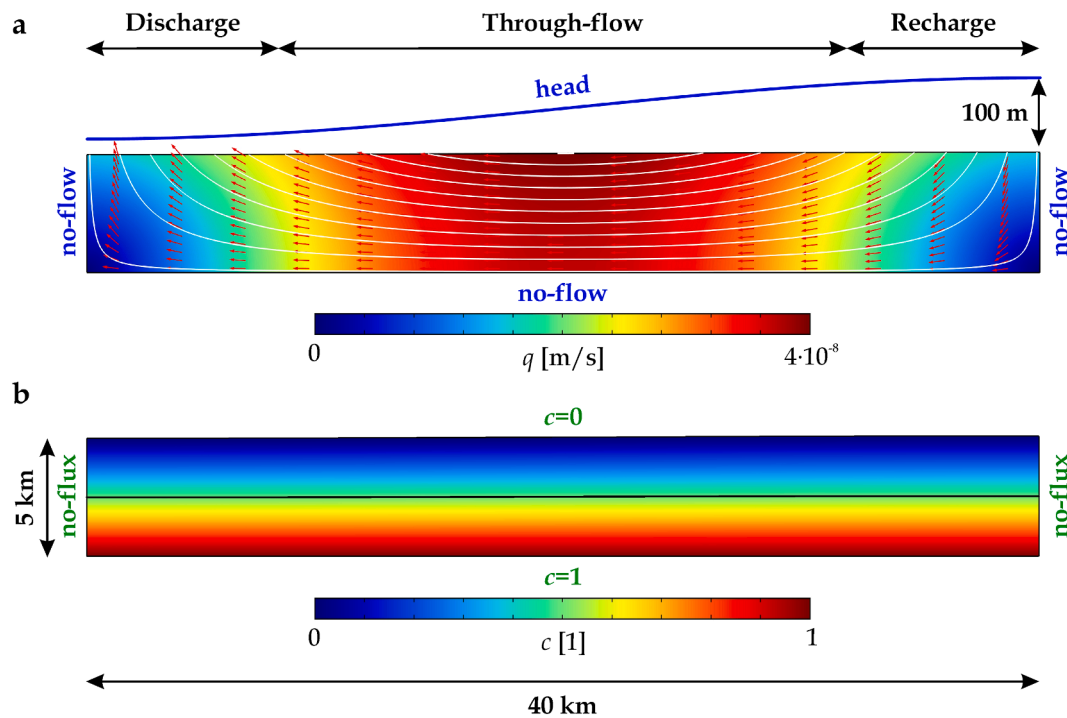 a
Discharge Through-flow Recharge
head
100 m
no-flow
no-flow
no-flow
0 q [m/s] 4·10⁻⁸
b
c=0
5 km
no-flux
no-flux
c=1
0 c [1] 1
40 km